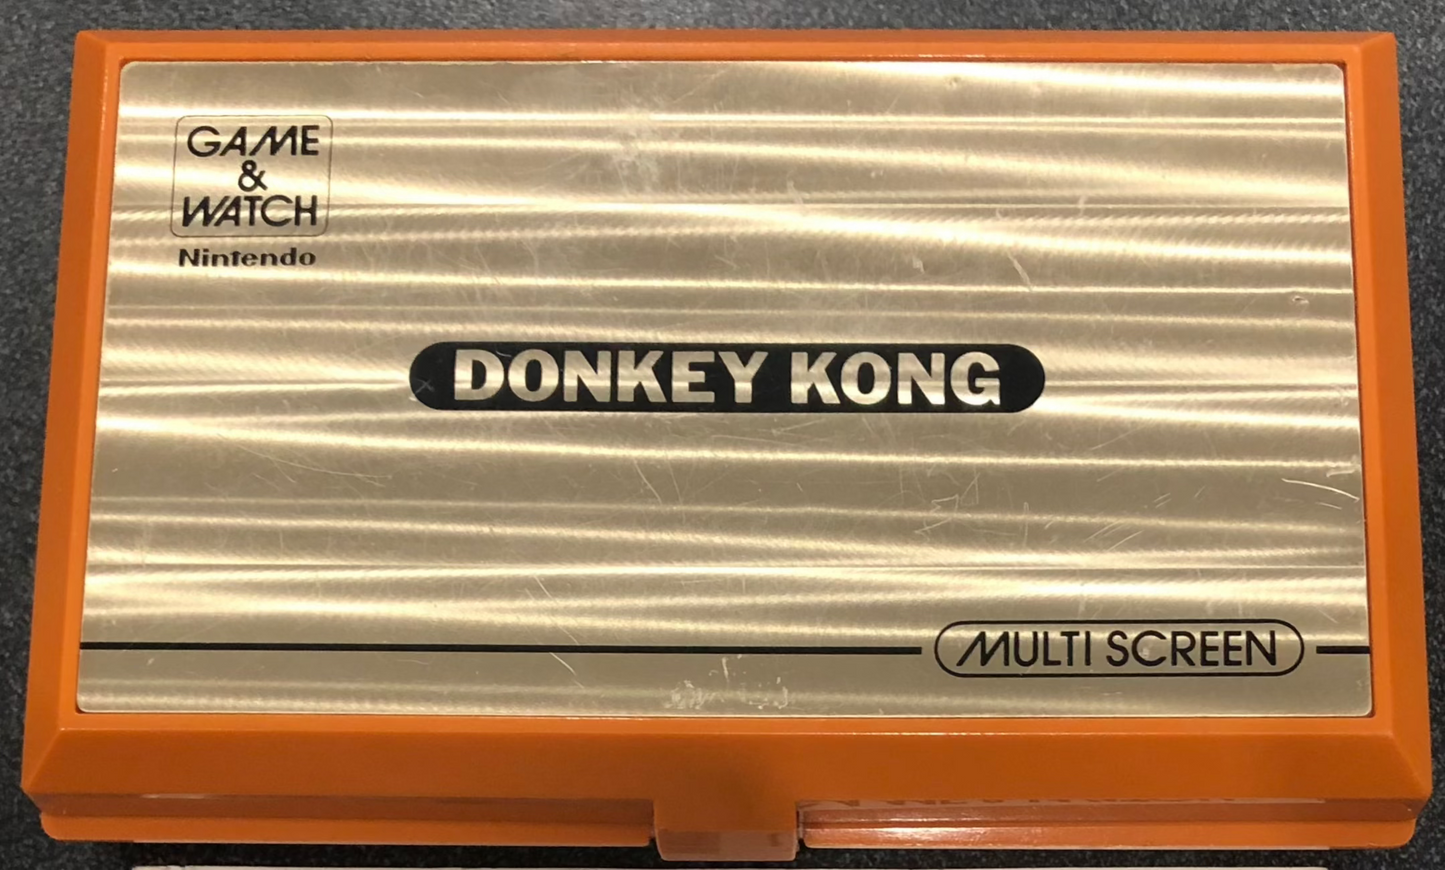 GAME
&
WATCH
Nintendo
DONKEY KONG
MULTI SCREEN